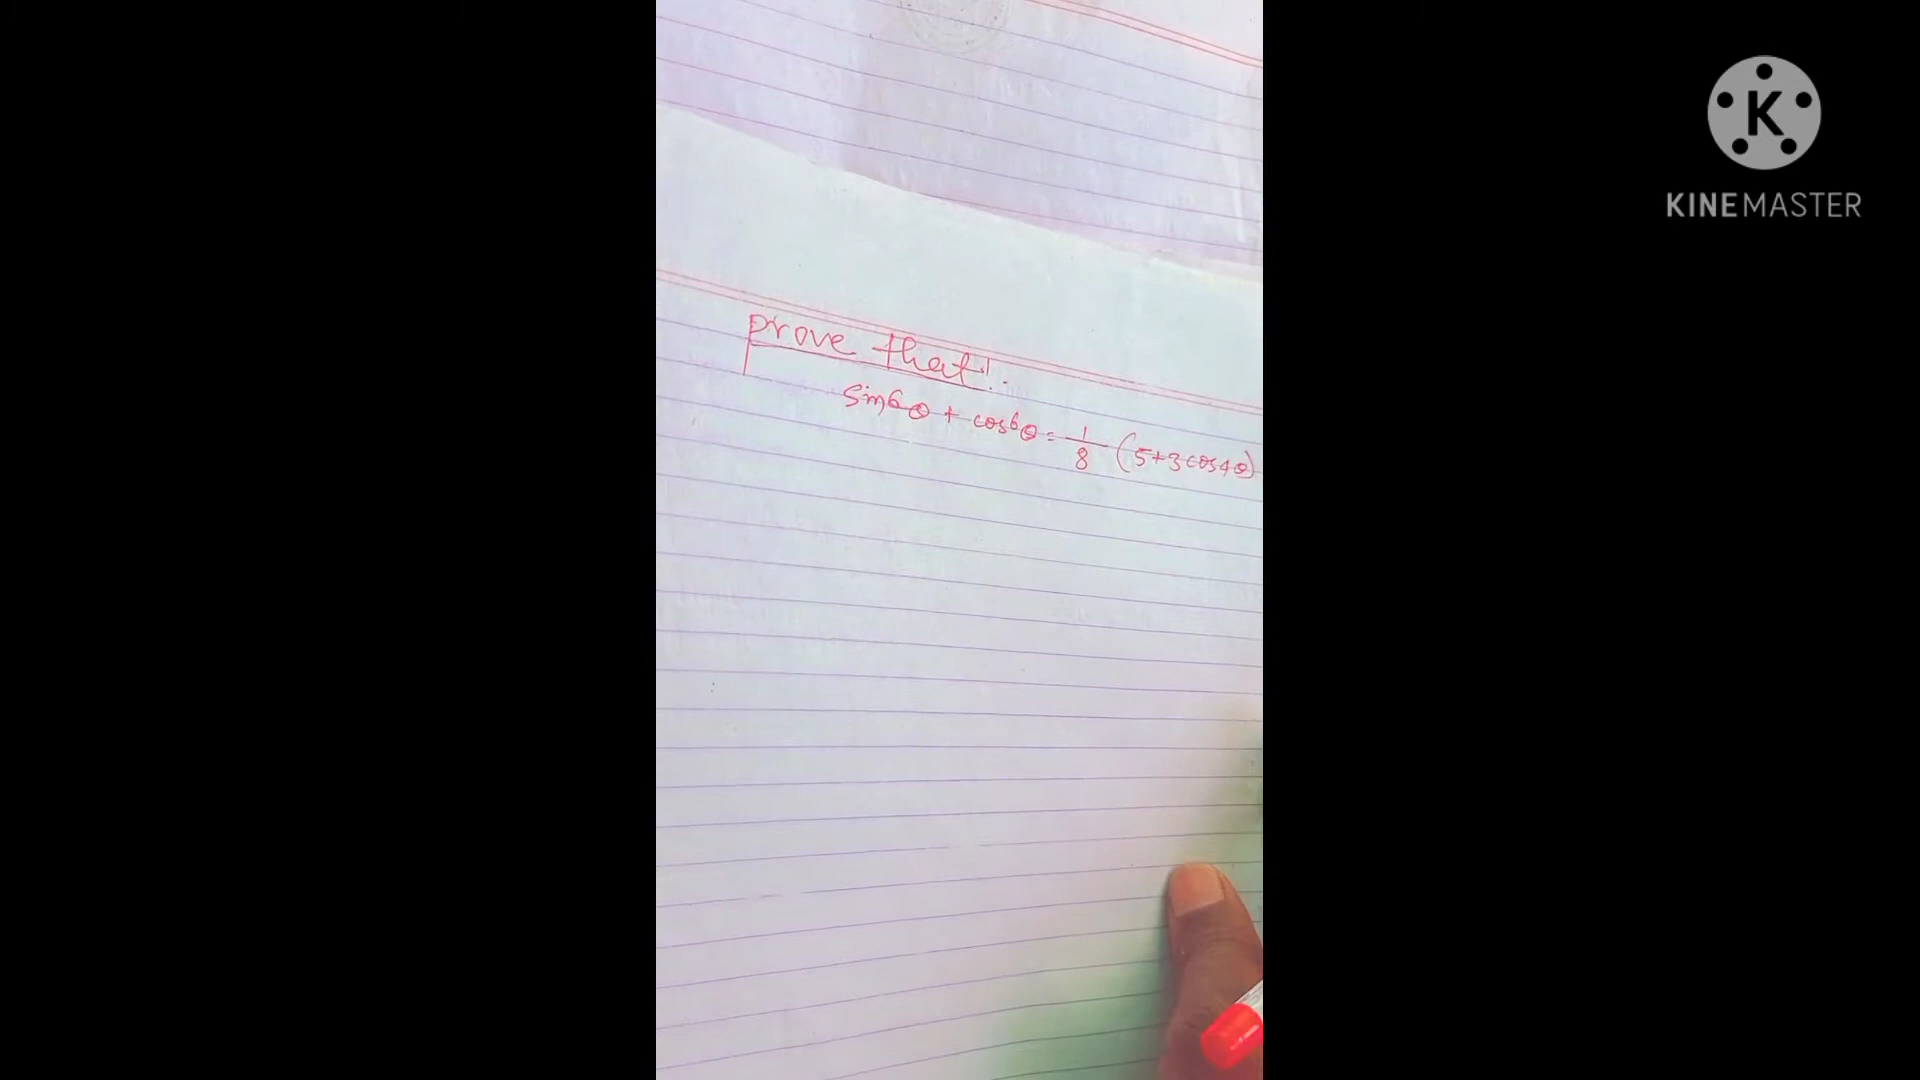 K
KINEMASTER
prove that:
sin⁶θ + cos⁶θ = 1/8 (5+3cos4θ)